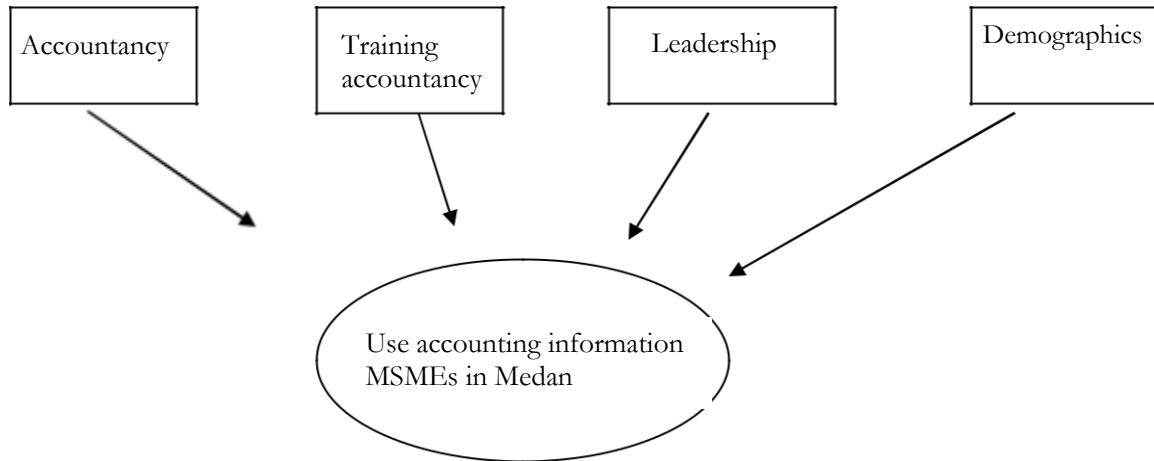 Accountancy
Training
accountancy
Leadership
Demographics
Use accounting information
MSMEs in Medan